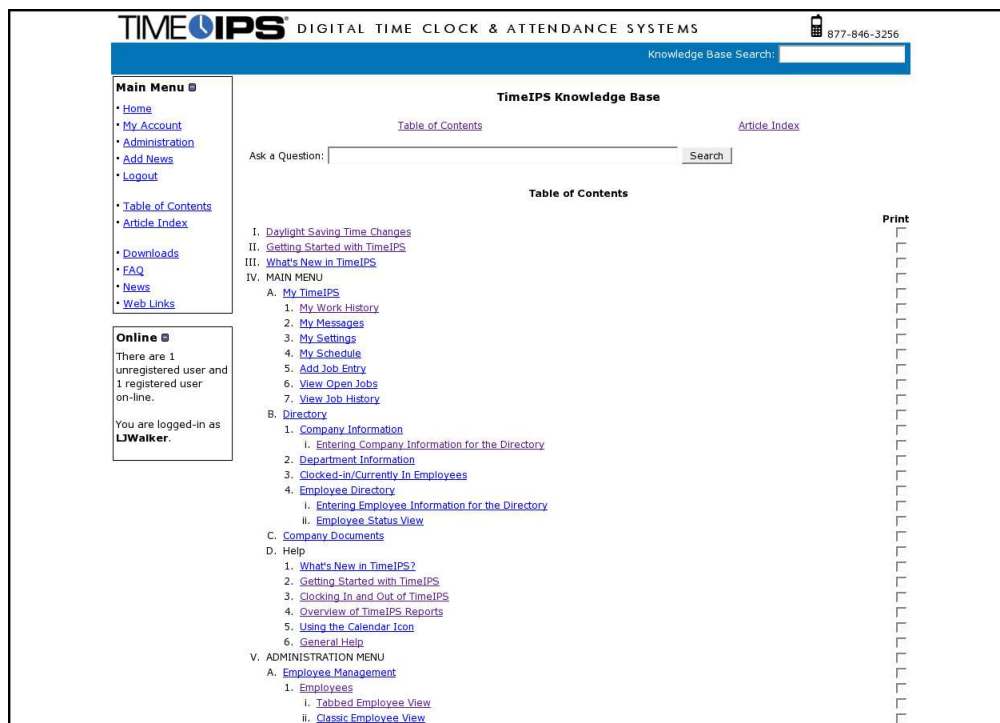 TIMEIPS® DIGITAL TIME CLOCK & ATTENDANCE SYSTEMS 877-846-3256
Knowledge Base Search:
Main Menu
• Home
• My Account
• Administration
• Add News
• Logout
• Table of Contents
• Article Index
• Downloads
• FAQ
• News
• Web Links
Online
There are 1
unregistered user and
1 registered user
on-line.
You are logged-in as
LJWalker.
TimeIPS Knowledge Base
Table of Contents Article Index
Ask a Question: Search
Table of Contents
Print
I. Daylight Saving Time Changes
II. Getting Started with TimeIPS
III. What's New in TimeIPS
IV. MAIN MENU
A. My TimeIPS
1. My Work History
2. My Messages
3. My Settings
4. My Schedule
5. Add Job Entry
6. View Open Jobs
7. View Job History
B. Directory
1. Company Information
i. Entering Company Information for the Directory
2. Department Information
3. Clocked-in/Currently In Employees
4. Employee Directory
i. Entering Employee Information for the Directory
ii. Employee Status View
C. Company Documents
D. Help
1. What's New in TimeIPS?
2. Getting Started with TimeIPS
3. Clocking In and Out of TimeIPS
4. Overview of TimeIPS Reports
5. Using the Calendar Icon
6. General Help
V. ADMINISTRATION MENU
A. Employee Management
1. Employees
i. Tabbed Employee View
ii. Classic Employee View